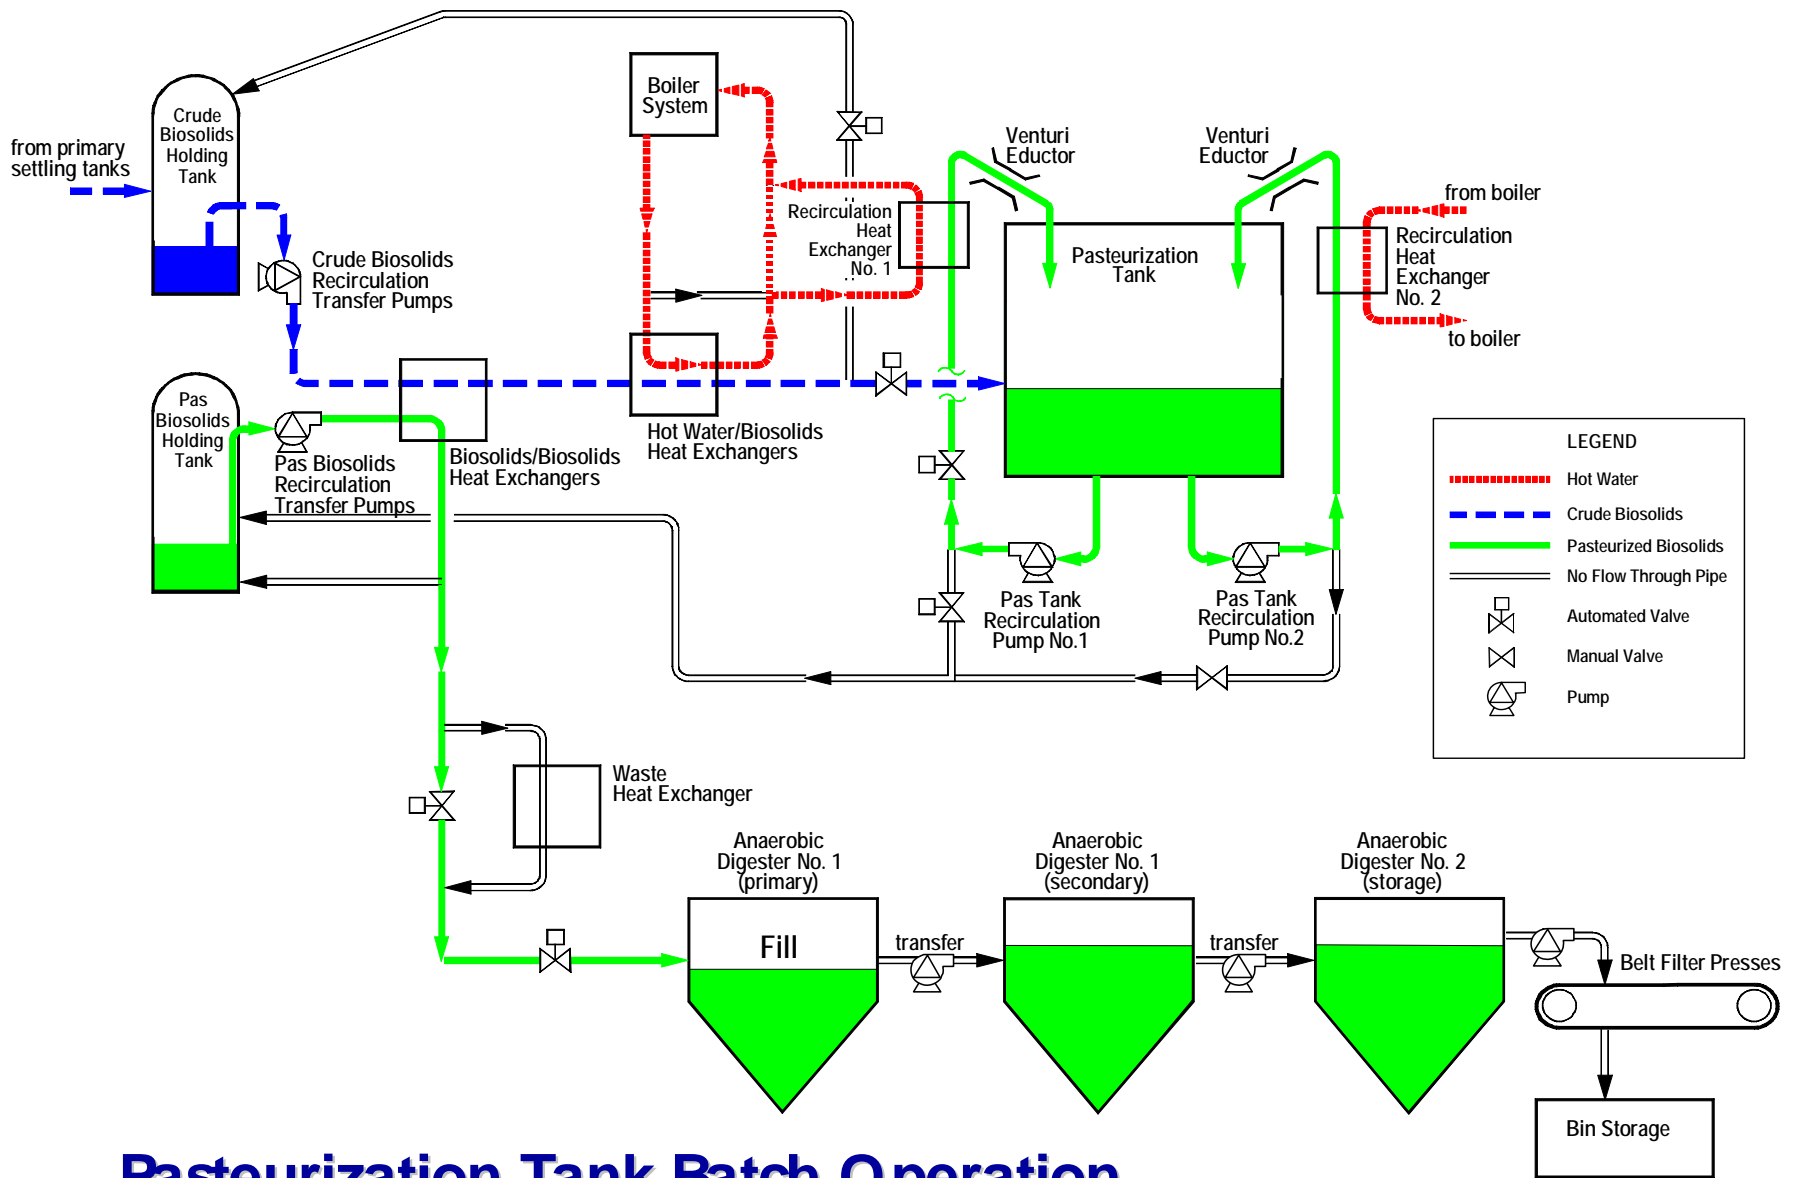 Crude
Biosolids
Holding
Tank
from primary
settling tanks
Boiler
System
Crude Biosolids
Recirculation
Transfer Pumps
Recirculation
Heat
Exchanger
No. 1
Venturi
Eductor
Venturi
Eductor
Pasteurization
Tank
from boiler
Recirculation
Heat
Exchanger
No. 2
to boiler
Pas
Biosolids
Holding
Tank
Pas Biosolids
Recirculation
Transfer Pumps
Biosolids/Biosolids
Heat Exchangers
Hot Water/Biosolids
Heat Exchangers
Pas Tank
Recirculation
Pump No.1
Pas Tank
Recirculation
Pump No.2
LEGEND
Hot Water
Crude Biosolids
Pasteurized Biosolids
No Flow Through Pipe
Automated Valve
Manual Valve
Pump
Waste
Heat Exchanger
Anaerobic
Digester No. 1
(primary)
Fill
transfer
Anaerobic
Digester No. 1
(secondary)
transfer
Anaerobic
Digester No. 2
(storage)
Belt Filter Presses
Bin Storage
Pasteurization Tank Batch Operation